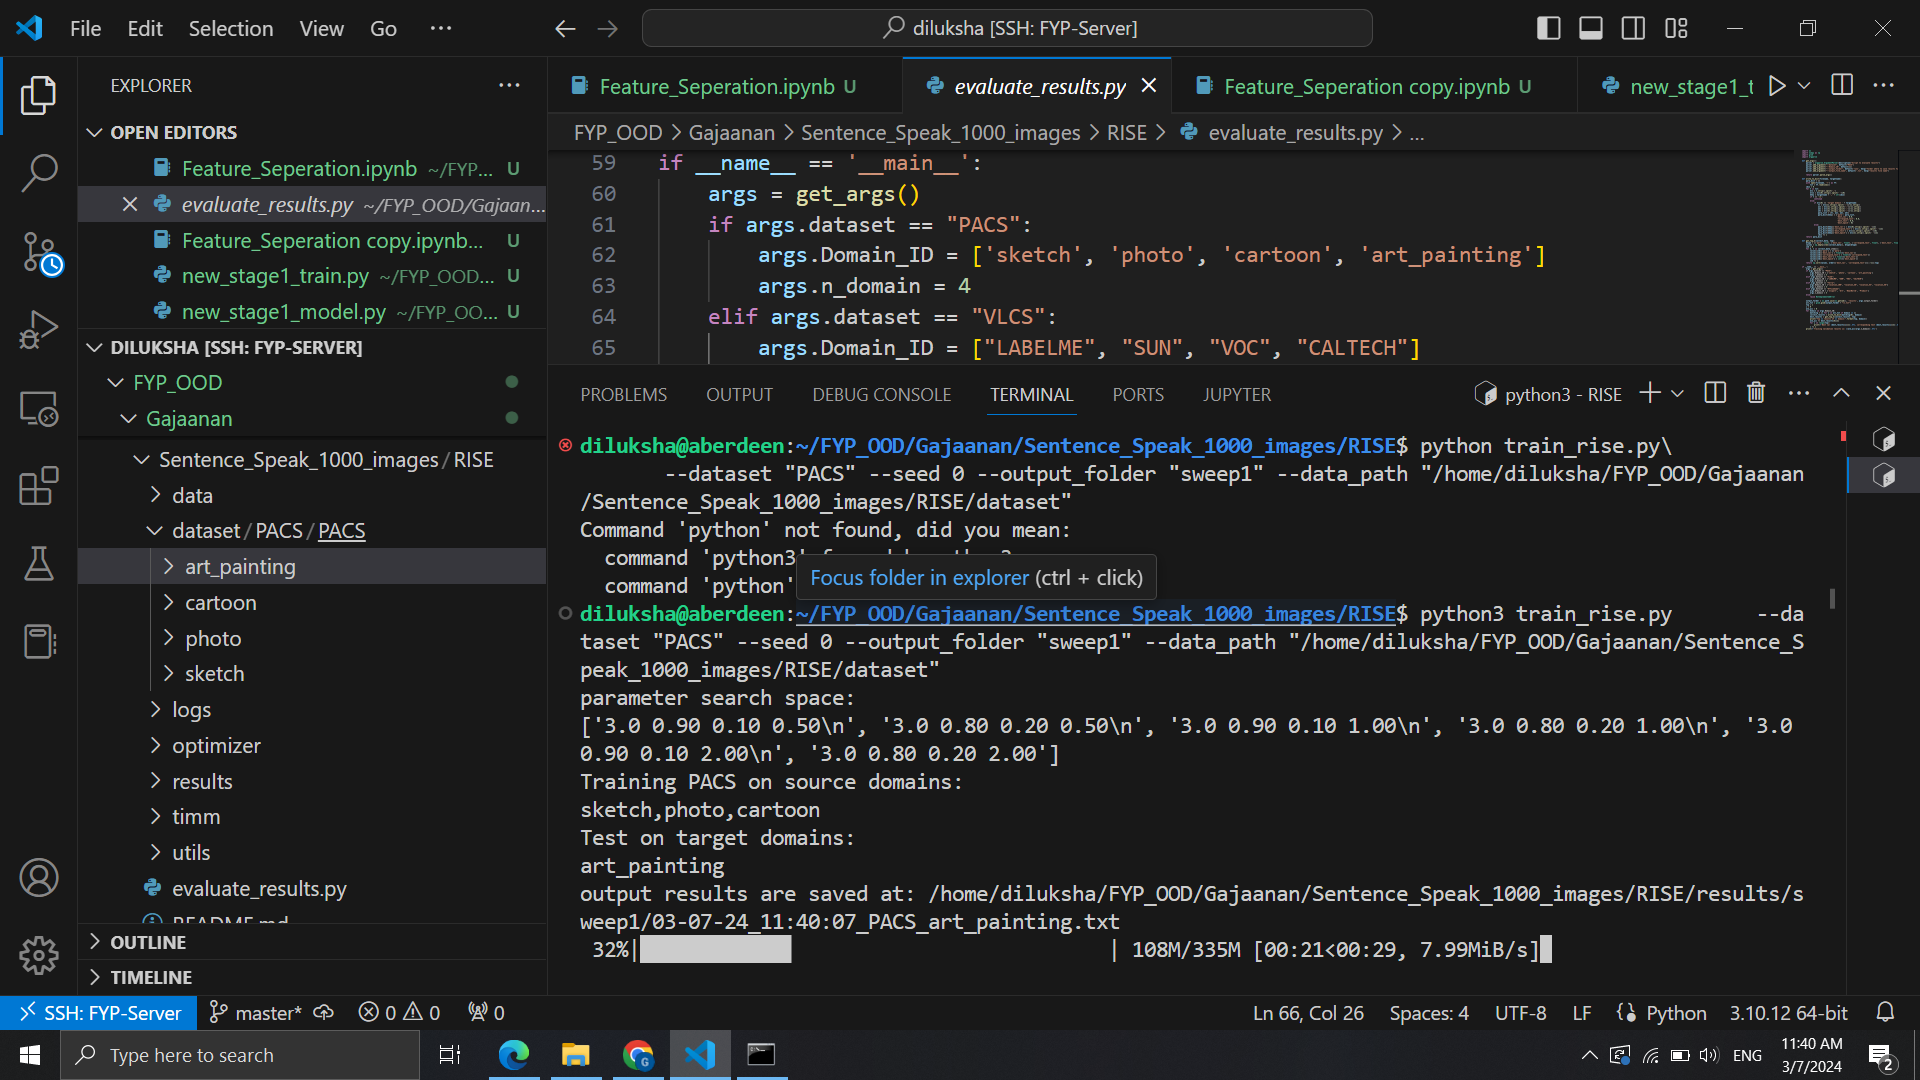 File Edit Selection View Go ···
diluksha [SSH: FYP-Server]
EXPLORER
OPEN EDITORS
Feature_Seperation.ipynb ~/FYP... U
evaluate_results.py ~/FYP_OOD/Gajaan...
Feature_Seperation copy.ipynb... U
new_stage1_train.py ~/FYP_OOD... U
new_stage1_model.py ~/FYP_OO... U
DILUKSHA [SSH: FYP-SERVER]
FYP_OOD
Gajaanan
Sentence_Speak_1000_images / RISE
data
dataset / PACS / PACS
art_painting
cartoon
photo
sketch
logs
optimizer
results
timm
utils
evaluate_results.py
README.md
OUTLINE
TIMELINE
Feature_Seperation.ipynb U
evaluate_results.py
Feature_Seperation copy.ipynb U
new_stage1_t
FYP_OOD > Gajaanan > Sentence_Speak_1000_images > RISE > evaluate_results.py > ...
59 if __name__ == '__main__':
60 args = get_args()
61 if args.dataset == "PACS":
62 args.Domain_ID = ['sketch', 'photo', 'cartoon', 'art_painting']
63 args.n_domain = 4
64 elif args.dataset == "VLCS":
65 args.Domain_ID = ["LABELME", "SUN", "VOC", "CALTECH"]
PROBLEMS OUTPUT DEBUG CONSOLE TERMINAL PORTS JUPYTER
python3 - RISE
diluksha@aberdeen:~/FYP_OOD/Gajaanan/Sentence_Speak_1000_images/RISE$ python train_rise.py\
--dataset "PACS" --seed 0 --output_folder "sweep1" --data_path "/home/diluksha/FYP_OOD/Gajaanan
/Sentence_Speak_1000_images/RISE/dataset"
Command 'python' not found, did you mean:
command 'python3'
command 'python'
Focus folder in explorer (ctrl + click)
diluksha@aberdeen:~/FYP_OOD/Gajaanan/Sentence_Speak_1000_images/RISE$ python3 train_rise.py --da
taset "PACS" --seed 0 --output_folder "sweep1" --data_path "/home/diluksha/FYP_OOD/Gajaanan/Sentence_S
peak_1000_images/RISE/dataset"
parameter search space:
['3.0 0.90 0.10 0.50\n', '3.0 0.80 0.20 0.50\n', '3.0 0.90 0.10 1.00\n', '3.0 0.80 0.20 1.00\n', '3.0
0.90 0.10 2.00\n', '3.0 0.80 0.20 2.00']
Training PACS on source domains:
sketch,photo,cartoon
Test on target domains:
art_painting
output results are saved at: /home/diluksha/FYP_OOD/Gajaanan/Sentence_Speak_1000_images/RISE/results/s
weep1/03-07-24_11:40:07_PACS_art_painting.txt
32%| | 108M/335M [00:21<00:29, 7.99MiB/s]
SSH: FYP-Server master* 0 0 0
Ln 66, Col 26 Spaces: 4 UTF-8 LF Python 3.10.12 64-bit
Type here to search
ENG
11:40 AM
3/7/2024
2